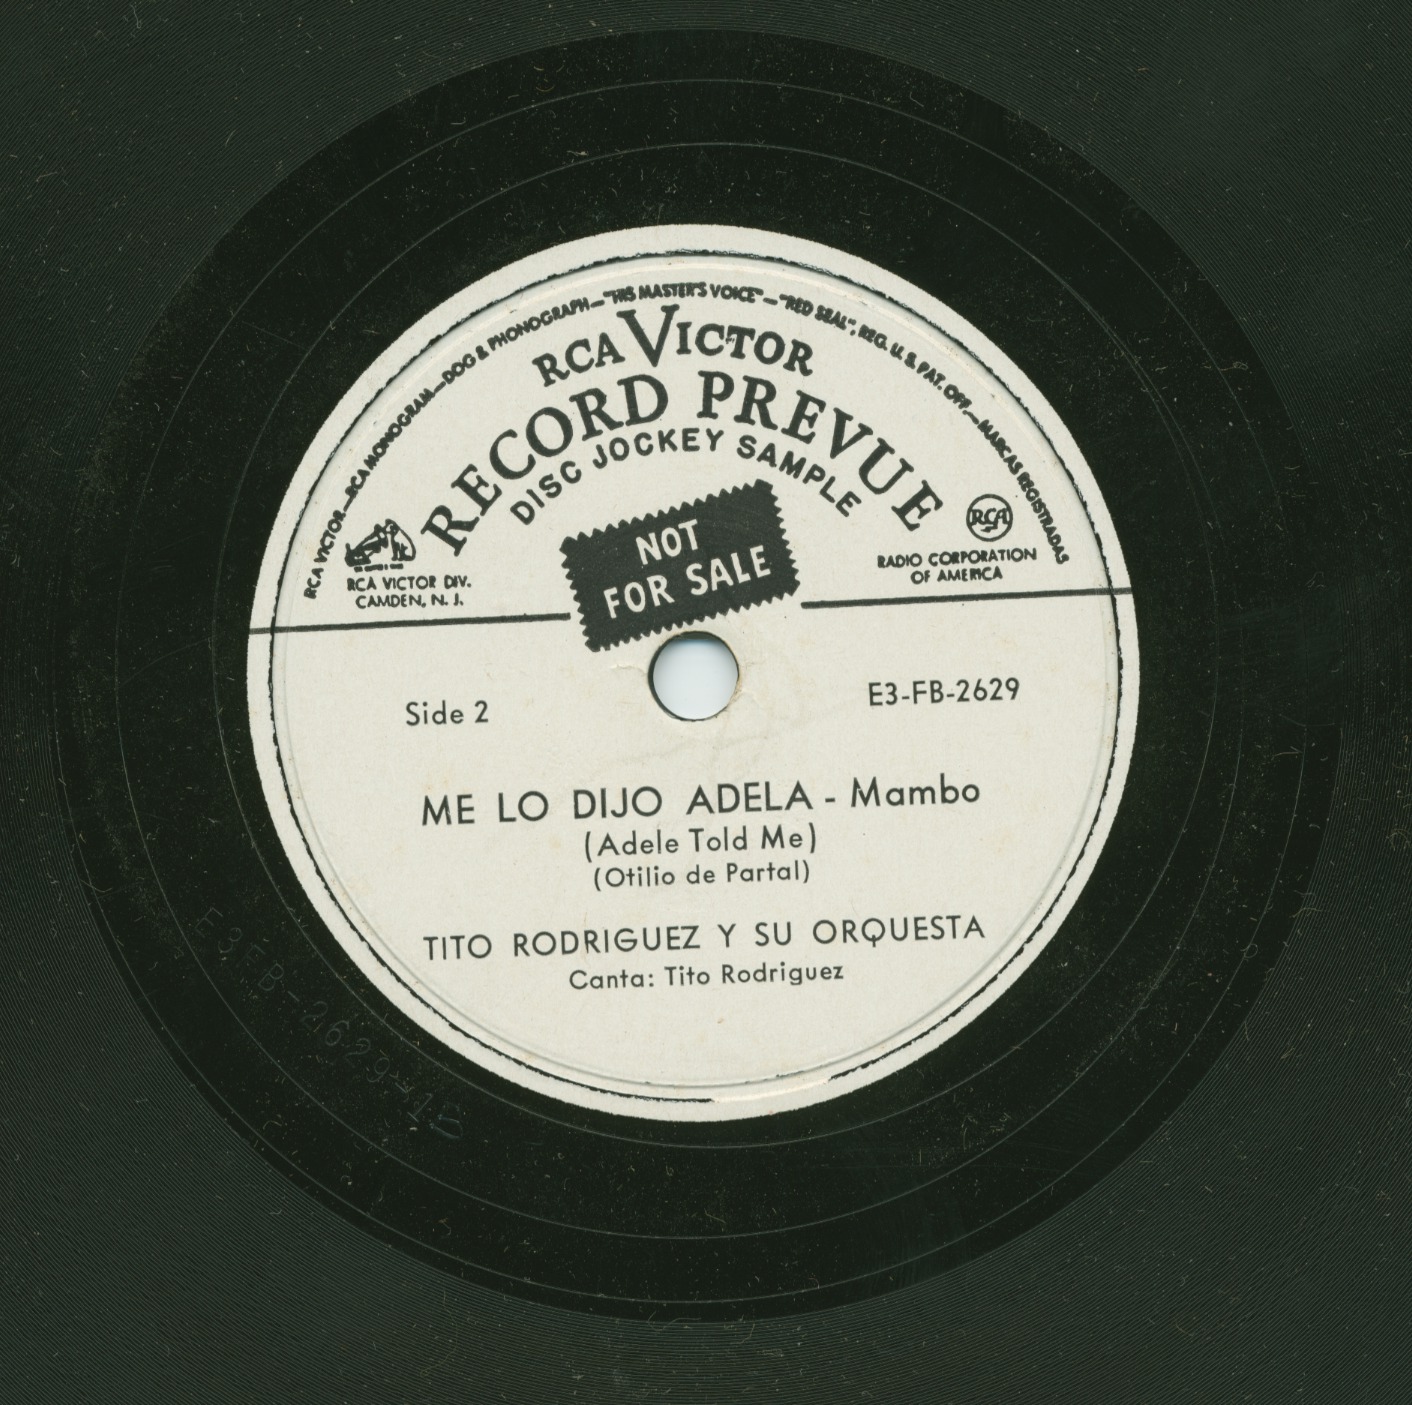 RCA VICTOR—RCA MONOGRAM—DOG & PHONOGRAPH—"HIS MASTER'S VOICE"—"RED SEAL", REG. U. S. PAT. OFF.—MARCAS REGISTRADAS
RCA VICTOR
RECORD PREVUE
DISC JOCKEY SAMPLE
NOT
FOR SALE
RCA VICTOR DIV.
CAMDEN, N. J.
RCA
RADIO CORPORATION
OF AMERICA
Side 2
E3-FB-2629
ME LO DIJO ADELA - Mambo
(Adele Told Me)
(Otilio de Partal)
TITO RODRIGUEZ Y SU ORQUESTA
Canta: Tito Rodriguez